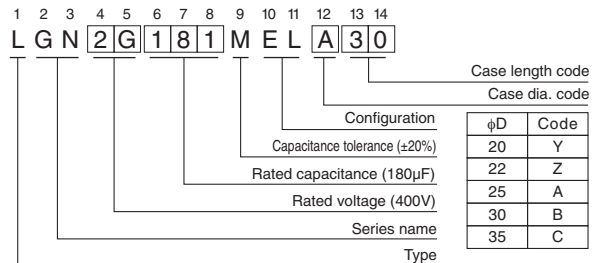 1 2 3 4 5 6 7 8 9 10 11 12 13 14
L G N 2 G 1 8 1 M E L A 3 0
Case length code
Case dia. code
Configuration
Capacitance tolerance (±20%)
Rated capacitance (180µF)
Rated voltage (400V)
Series name
Type
ϕD Code
20 Y
22 Z
25 A
30 B
35 C